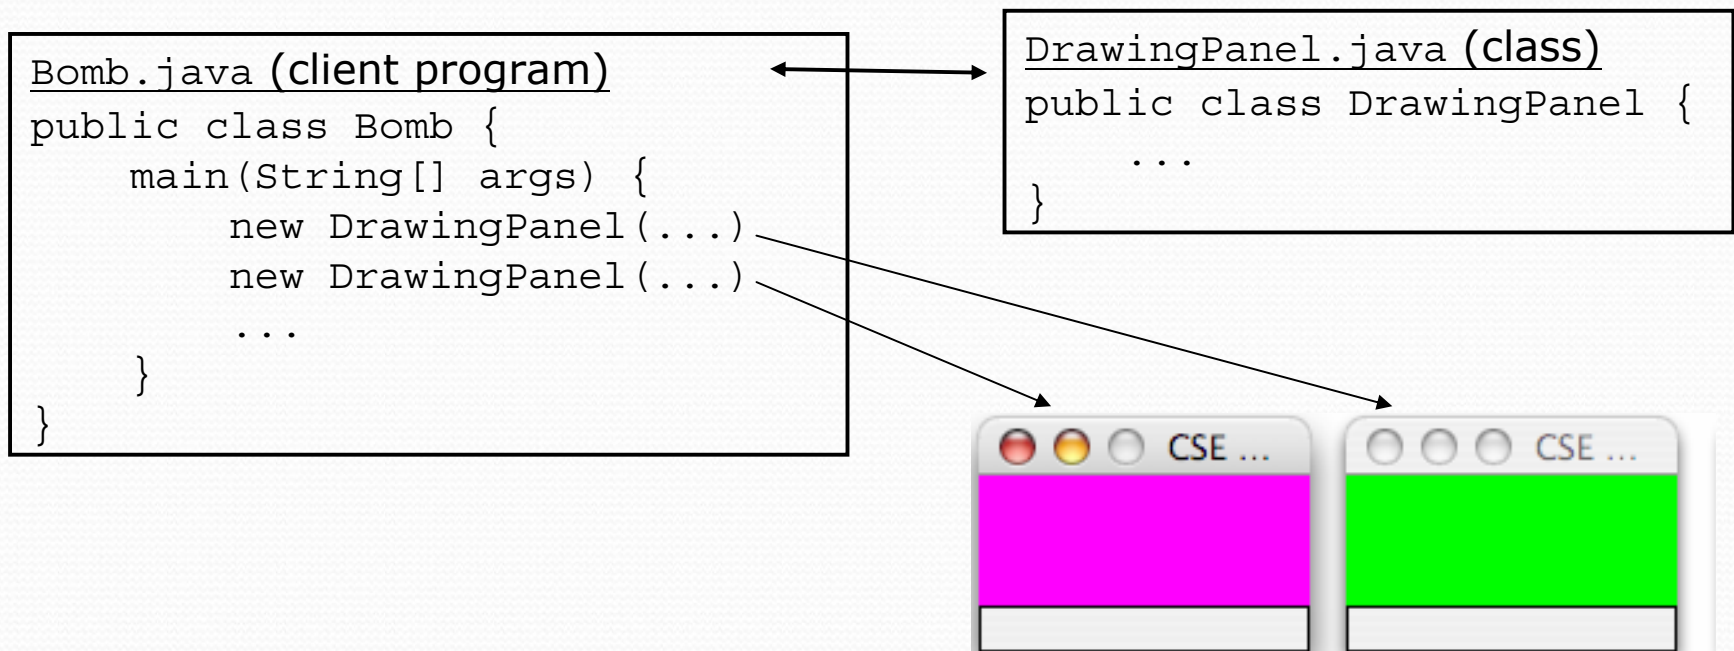 Bomb.java (client program)
public class Bomb {
main(String[] args) {
new DrawingPanel(...)
new DrawingPanel(...)
...
}
}
DrawingPanel.java (class)
public class DrawingPanel {
...
}
CSE ...
CSE ...